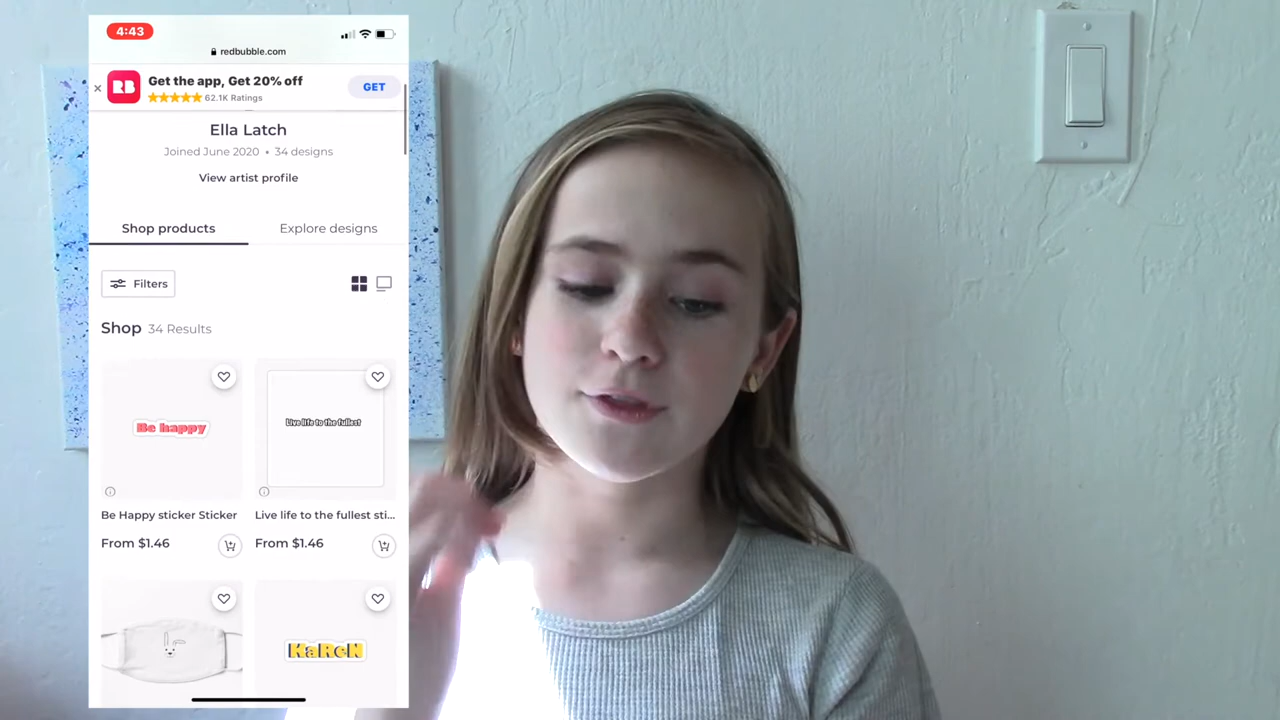 4:43
redbubble.com
RB
Get the app, Get 20% off
62.1K Ratings
GET
Ella Latch
Joined June 2020 • 34 designs
View artist profile
Shop products
Explore designs
Filters
Shop 34 Results
Be happy
Live life to the fullest
Be Happy sticker Sticker
Live life to the fullest sti...
From $1.46
From $1.46
KaReN